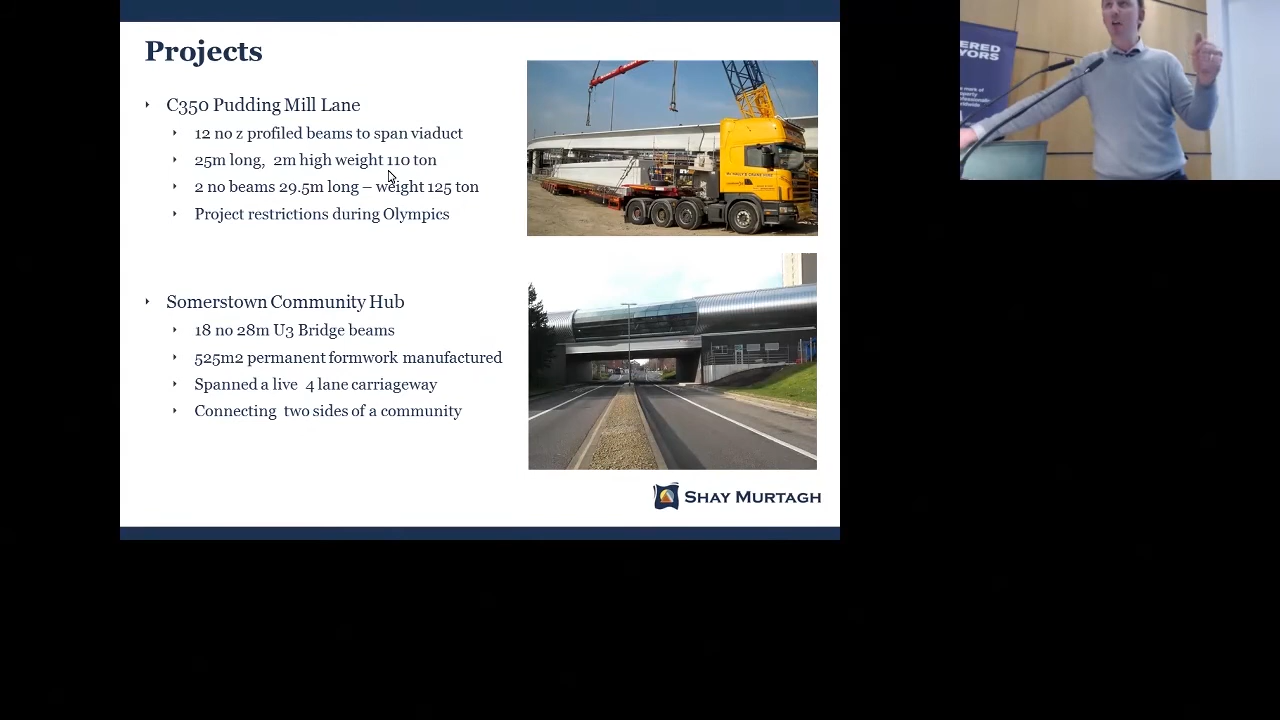 Projects
C350 Pudding Mill Lane
12 no z profiled beams to span viaduct
25m long, 2m high weight 110 ton
2 no beams 29.5m long – weight 125 ton
Project restrictions during Olympics
Somerstown Community Hub
18 no 28m U3 Bridge beams
525m2 permanent formwork manufactured
Spanned a live 4 lane carriageway
Connecting two sides of a community
SHAY MURTAGH
ERED
YORS